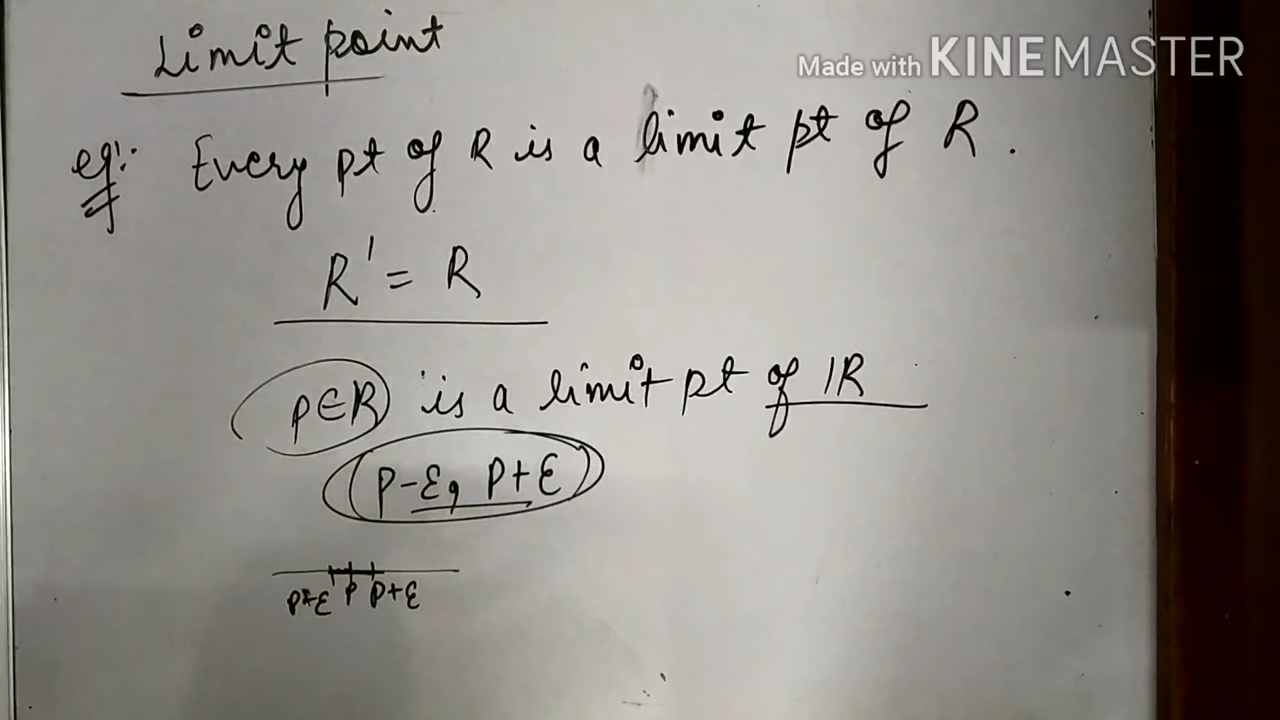 Limit point
Made with KINEMASTER
eg:- Every pt of R is a limit pt of R.
R' = R
p∈R is a limit pt of IR
(P-ε, P+ε)
P-ε P P+ε